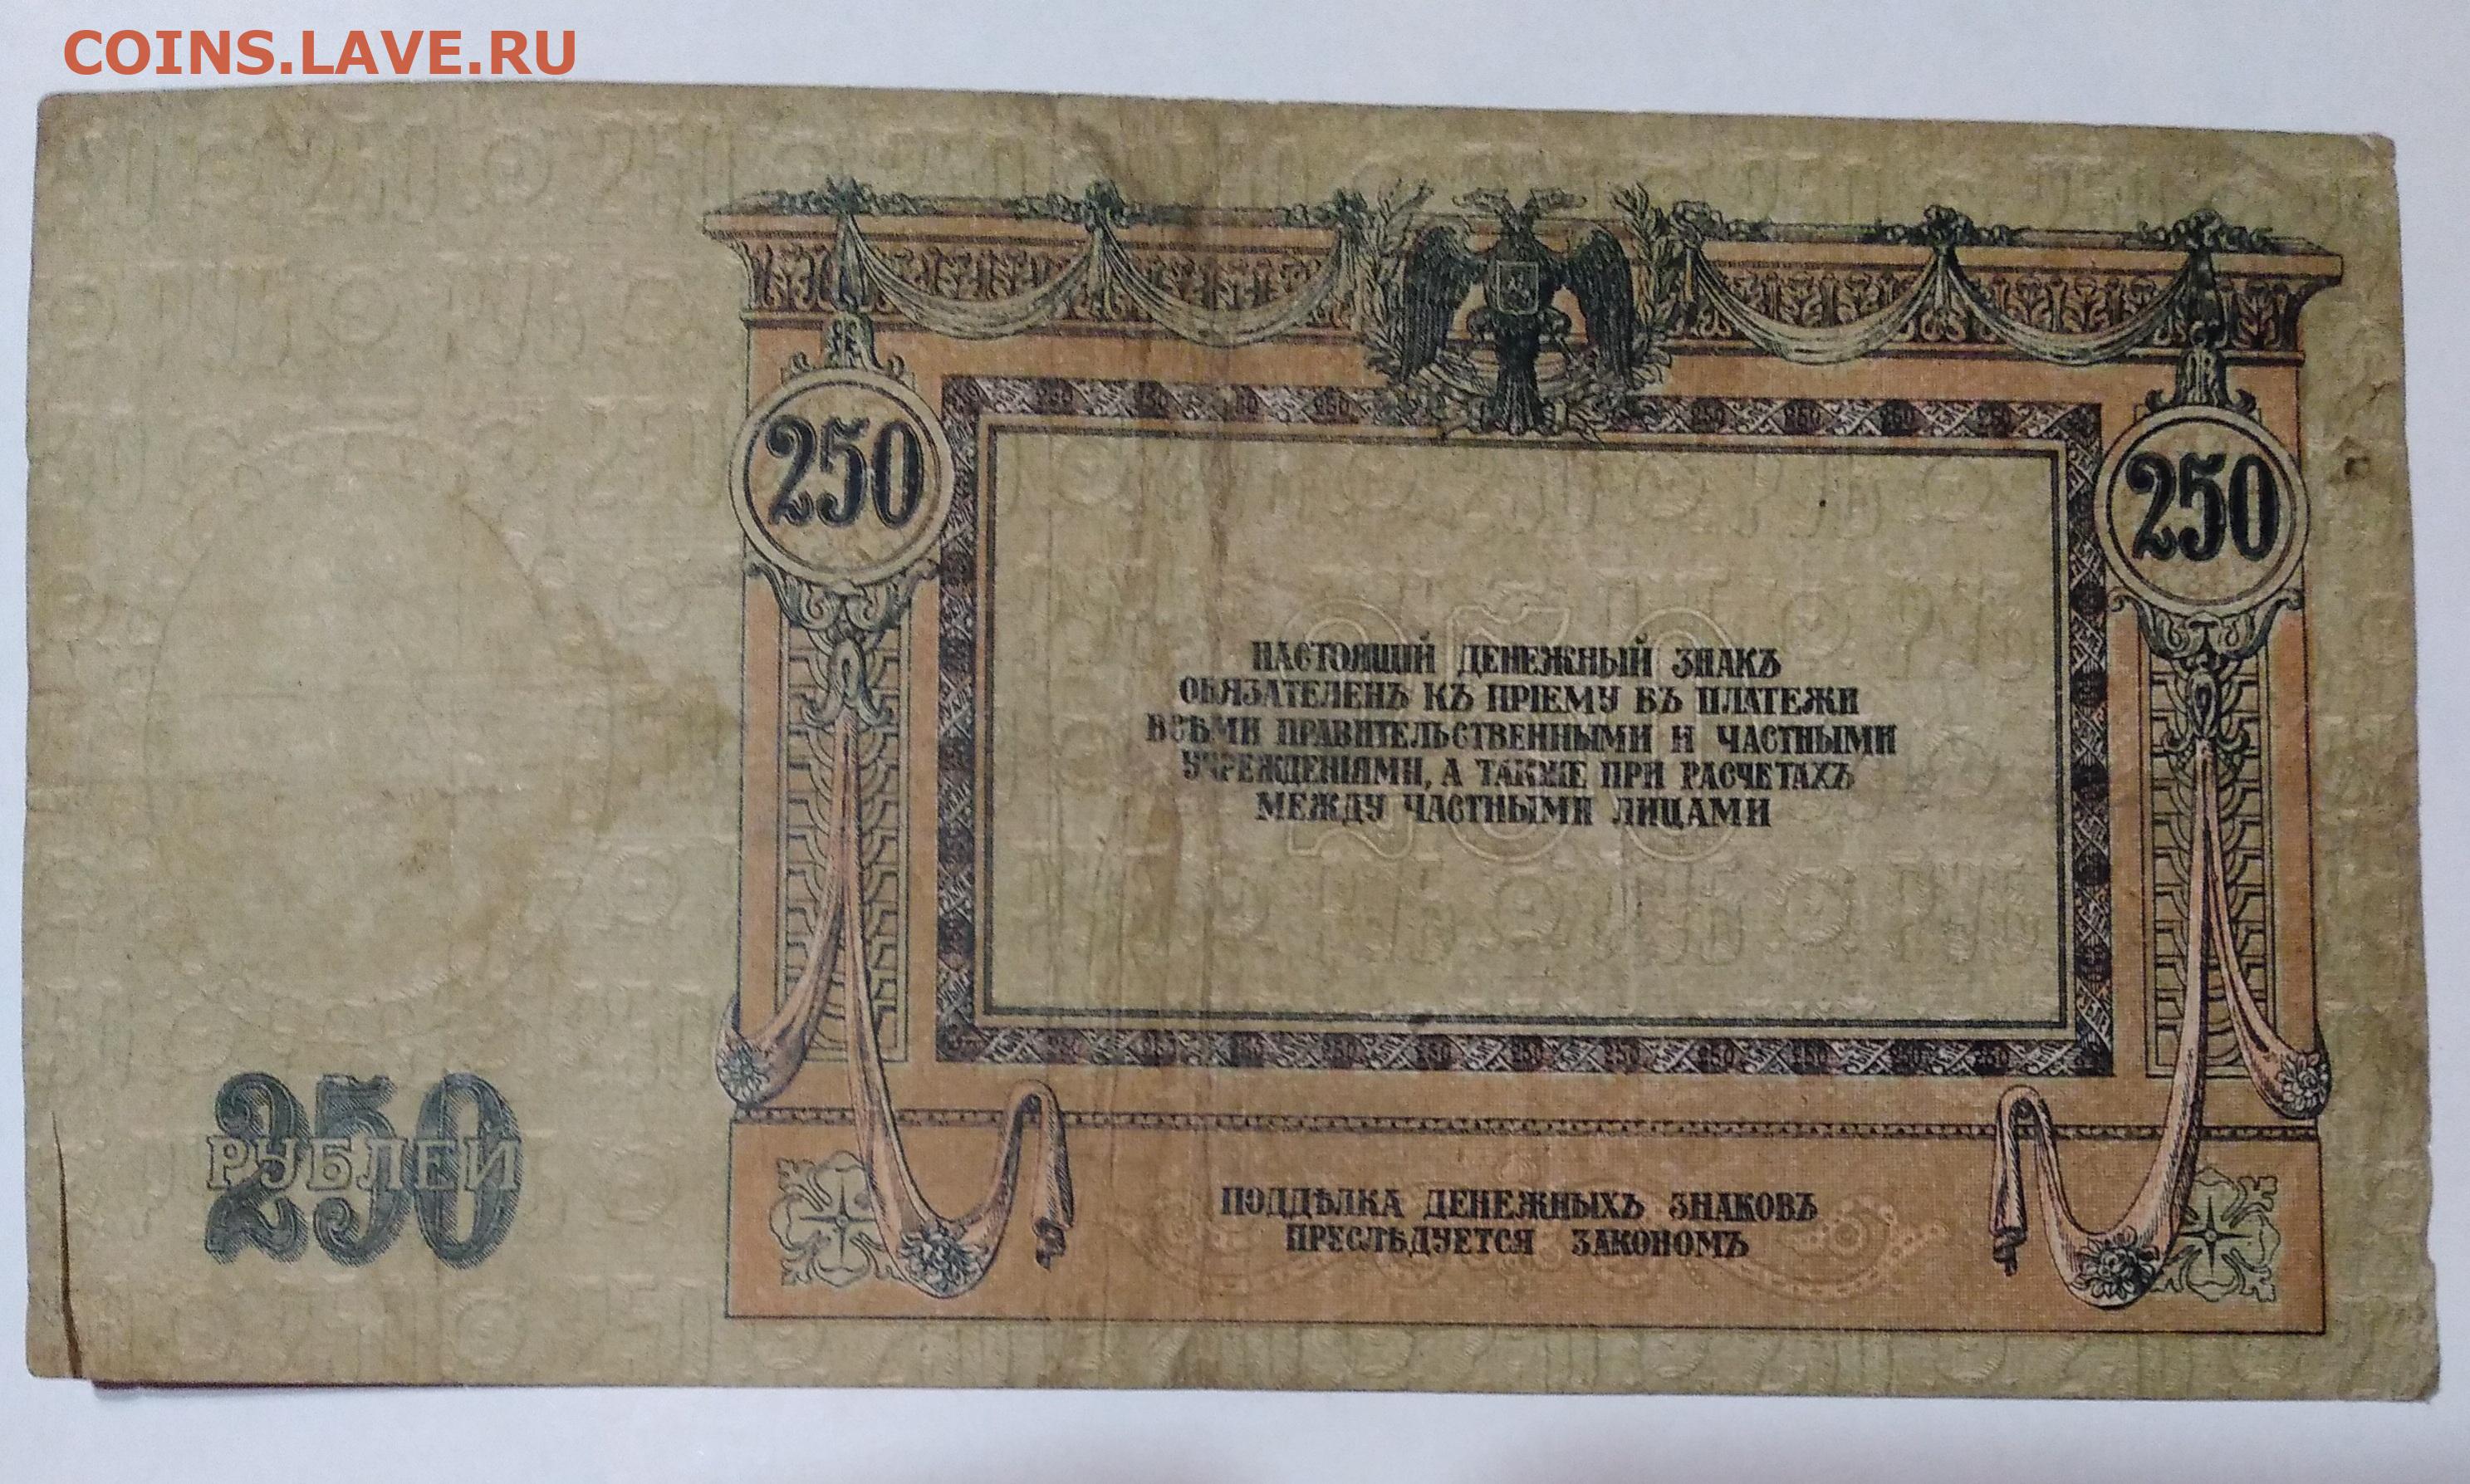 COINS.LAVE.RU
250
250
НАСТОЯЩІЙ ДЕНЕЖНЫЙ ЗНАКЪ
ОБЯЗАТЕЛЕНЪ КЪ ПРІЕМУ ВЪ ПЛАТЕЖИ
ВСѢМИ ПРАВИТЕЛЬСТВЕННЫМИ И ЧАСТНЫМИ
УЧРЕЖДЕНІЯМИ, А ТАКЖЕ ПРИ РАСЧЕТАХЪ
МЕЖДУ ЧАСТНЫМИ ЛИЦАМИ
250
РУБЛЕЙ
ПОДДѢЛКА ДЕНЕЖНЫХЪ ЗНАКОВЪ
ПРЕСЛѢДУЕТСЯ ЗАКОНОМЪ